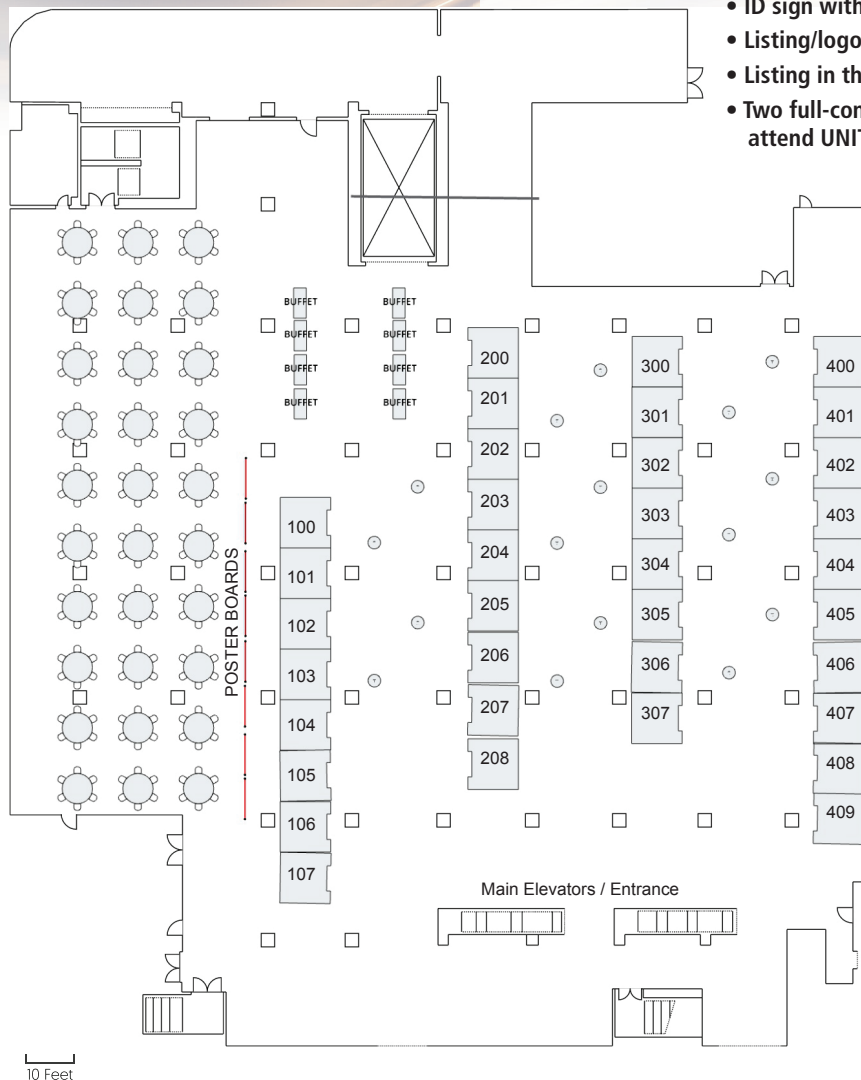 • ID sign with
• Listing/logo
• Listing in th
• Two full-con
attend UNIT
BUFFET
BUFFET
BUFFET
BUFFET
BUFFET
BUFFET
BUFFET
BUFFET
POSTER BOARDS
100
101
102
103
104
105
106
107
200
201
202
203
204
205
206
207
208
300
301
302
303
304
305
306
307
400
401
402
403
404
405
406
407
408
409
Main Elevators / Entrance
10 Feet